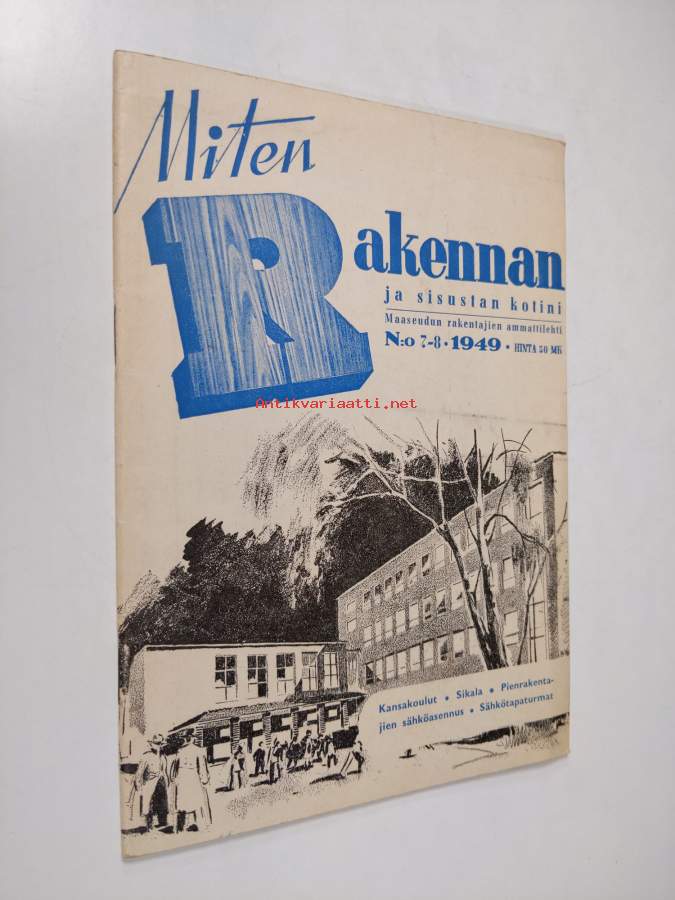 Miten
Rakennan
ja sisustan kotini
Maaseudun rakentajien ammattilehti
N:o 7-8 • 1949 • HINTA 50 MK
Antikvariaatti.net
Kansakoulut • Sikala • Pienrakenta-
jien sähköasennus • Sähkötapaturmat